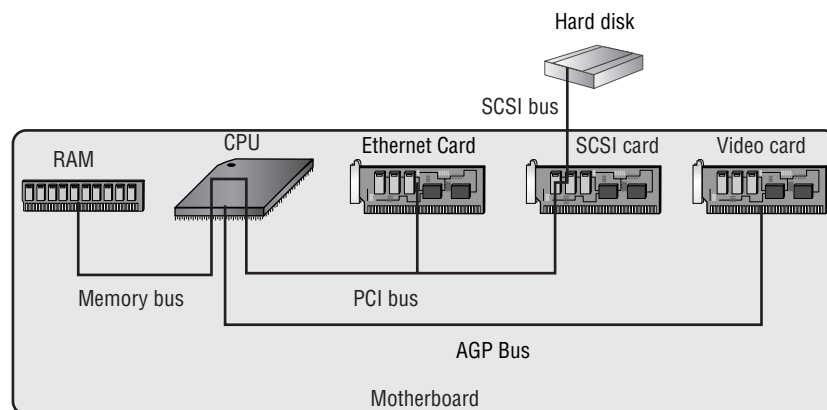 Hard disk
SCSI bus
RAM
CPU
Ethernet Card
SCSI card
Video card
Memory bus
PCI bus
AGP Bus
Motherboard